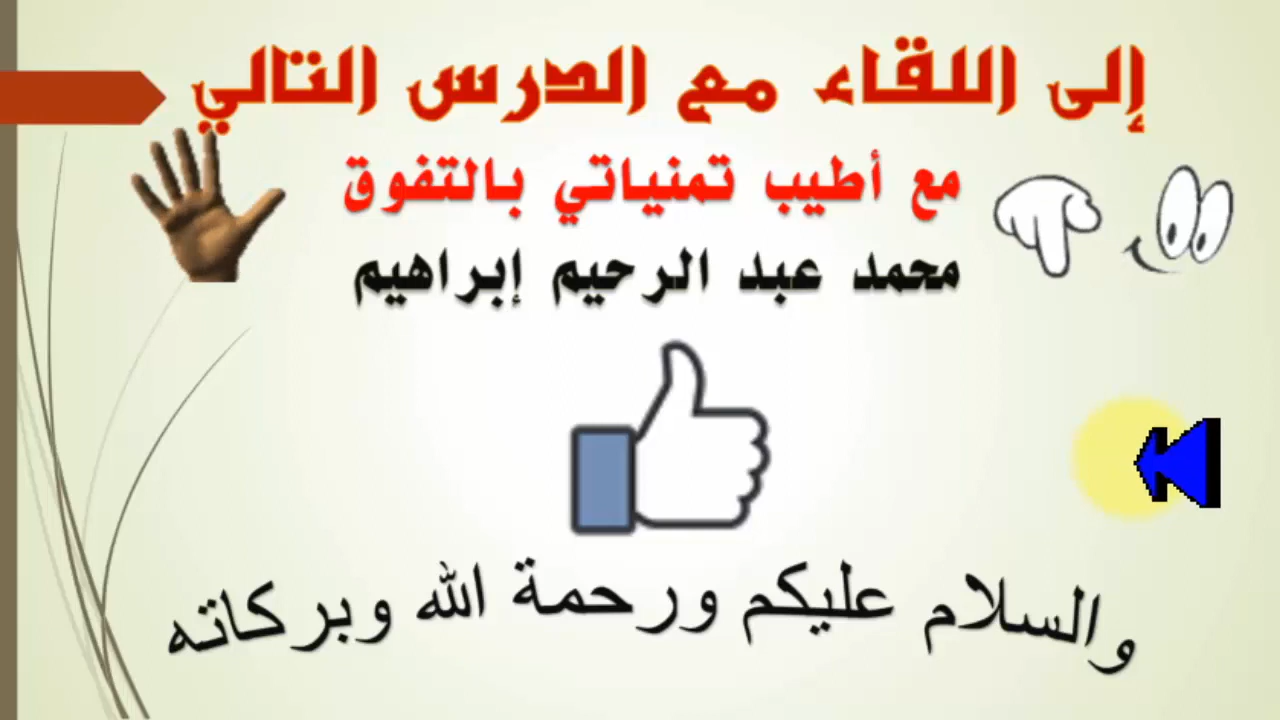 إلى اللقاء مع الدرس التالي
مع أطيب تمنياتي بالتفوق
محمد عبد الرحيم إبراهيم
والسلام عليكم ورحمة الله وبركاته